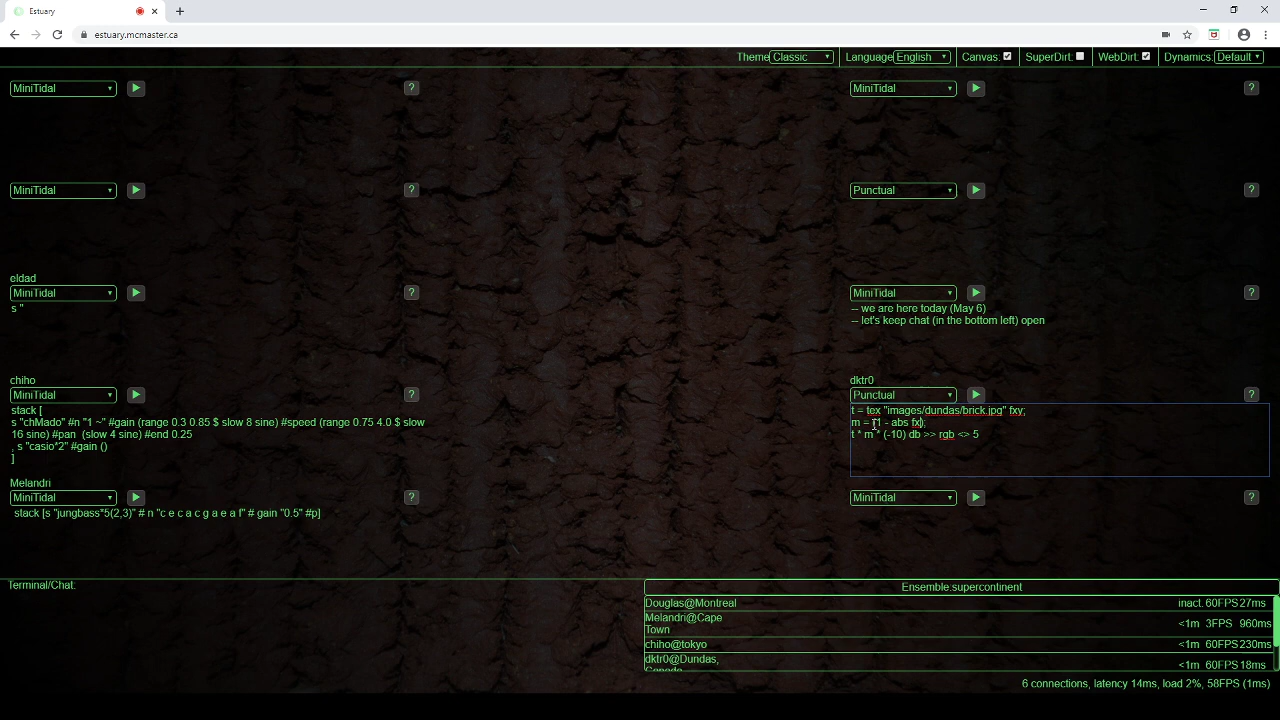 Estuary
estuary.mcmaster.ca
Theme Classic Language English Canvas: SuperDirt: WebDirt: Dynamics: Default
MiniTidal ?
MiniTidal ?
MiniTidal ?
Punctual ?
eldad
MiniTidal ?
s "
MiniTidal ?
-- we are here today (May 6)
-- let's keep chat (in the bottom left) open
chiho
MiniTidal ?
stack [
s "chMado" #n "1 ~" #gain (range 0.3 0.85 $ slow 8 sine) #speed (range 0.75 4.0 $ slow
16 sine) #pan (slow 4 sine) #end 0.25
, s "casio*2" #gain ()
]
dktr0
Punctual ?
t = tex "images/dundas/brick.jpg" fxy;
m = (1 - abs fx);
t * m * (-10) db >> rgb <> 5
Melandri
MiniTidal ?
stack [s "jungbass*5(2,3)" # n "c e c a c g a e a f" # gain "0.5" #p]
MiniTidal ?
Terminal/Chat:
Ensemble:supercontinent
Douglas@Montreal inact. 60FPS 27ms
Melandri@Cape
Town <1m 3FPS 960ms
chiho@tokyo <1m 60FPS 230ms
dktr0@Dundas, <1m 60FPS 18ms
6 connections, latency 14ms, load 2%, 58FPS (1ms)